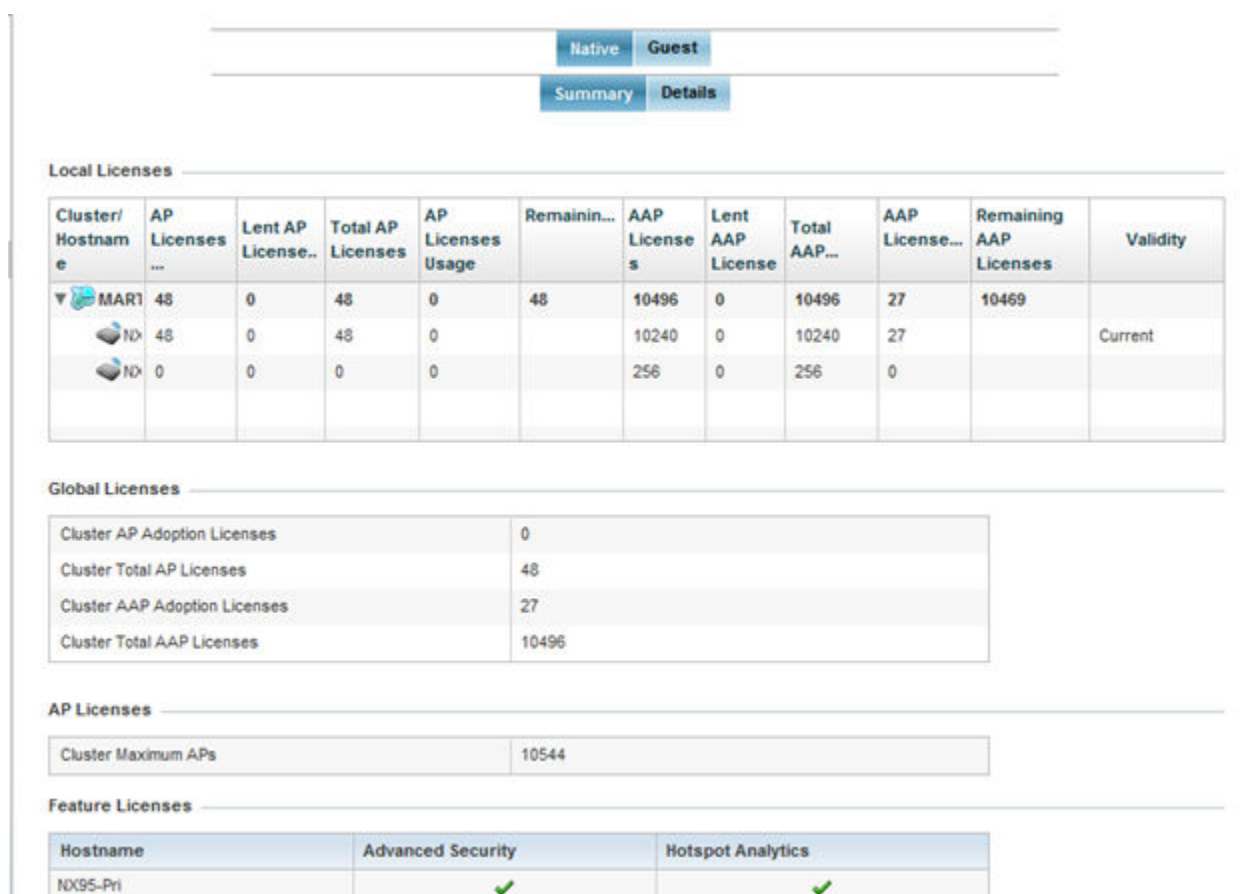 Native Guest
Summary Details
Local Licenses
Cluster/ Hostnam e AP Licenses ... Lent AP License.. Total AP Licenses AP Licenses Usage Remainin... AAP License s Lent AAP License Total AAP... AAP License... Remaining AAP Licenses Validity
MART 48 0 48 0 48 10496 0 10496 27 10469
NX 48 0 48 0 10240 0 10240 27 Current
NX 0 0 0 0 256 0 256 0
Global Licenses
Cluster AP Adoption Licenses 0
Cluster Total AP Licenses 48
Cluster AAP Adoption Licenses 27
Cluster Total AAP Licenses 10496
AP Licenses
Cluster Maximum APs 10544
Feature Licenses
Hostname Advanced Security Hotspot Analytics
NX95-Pri